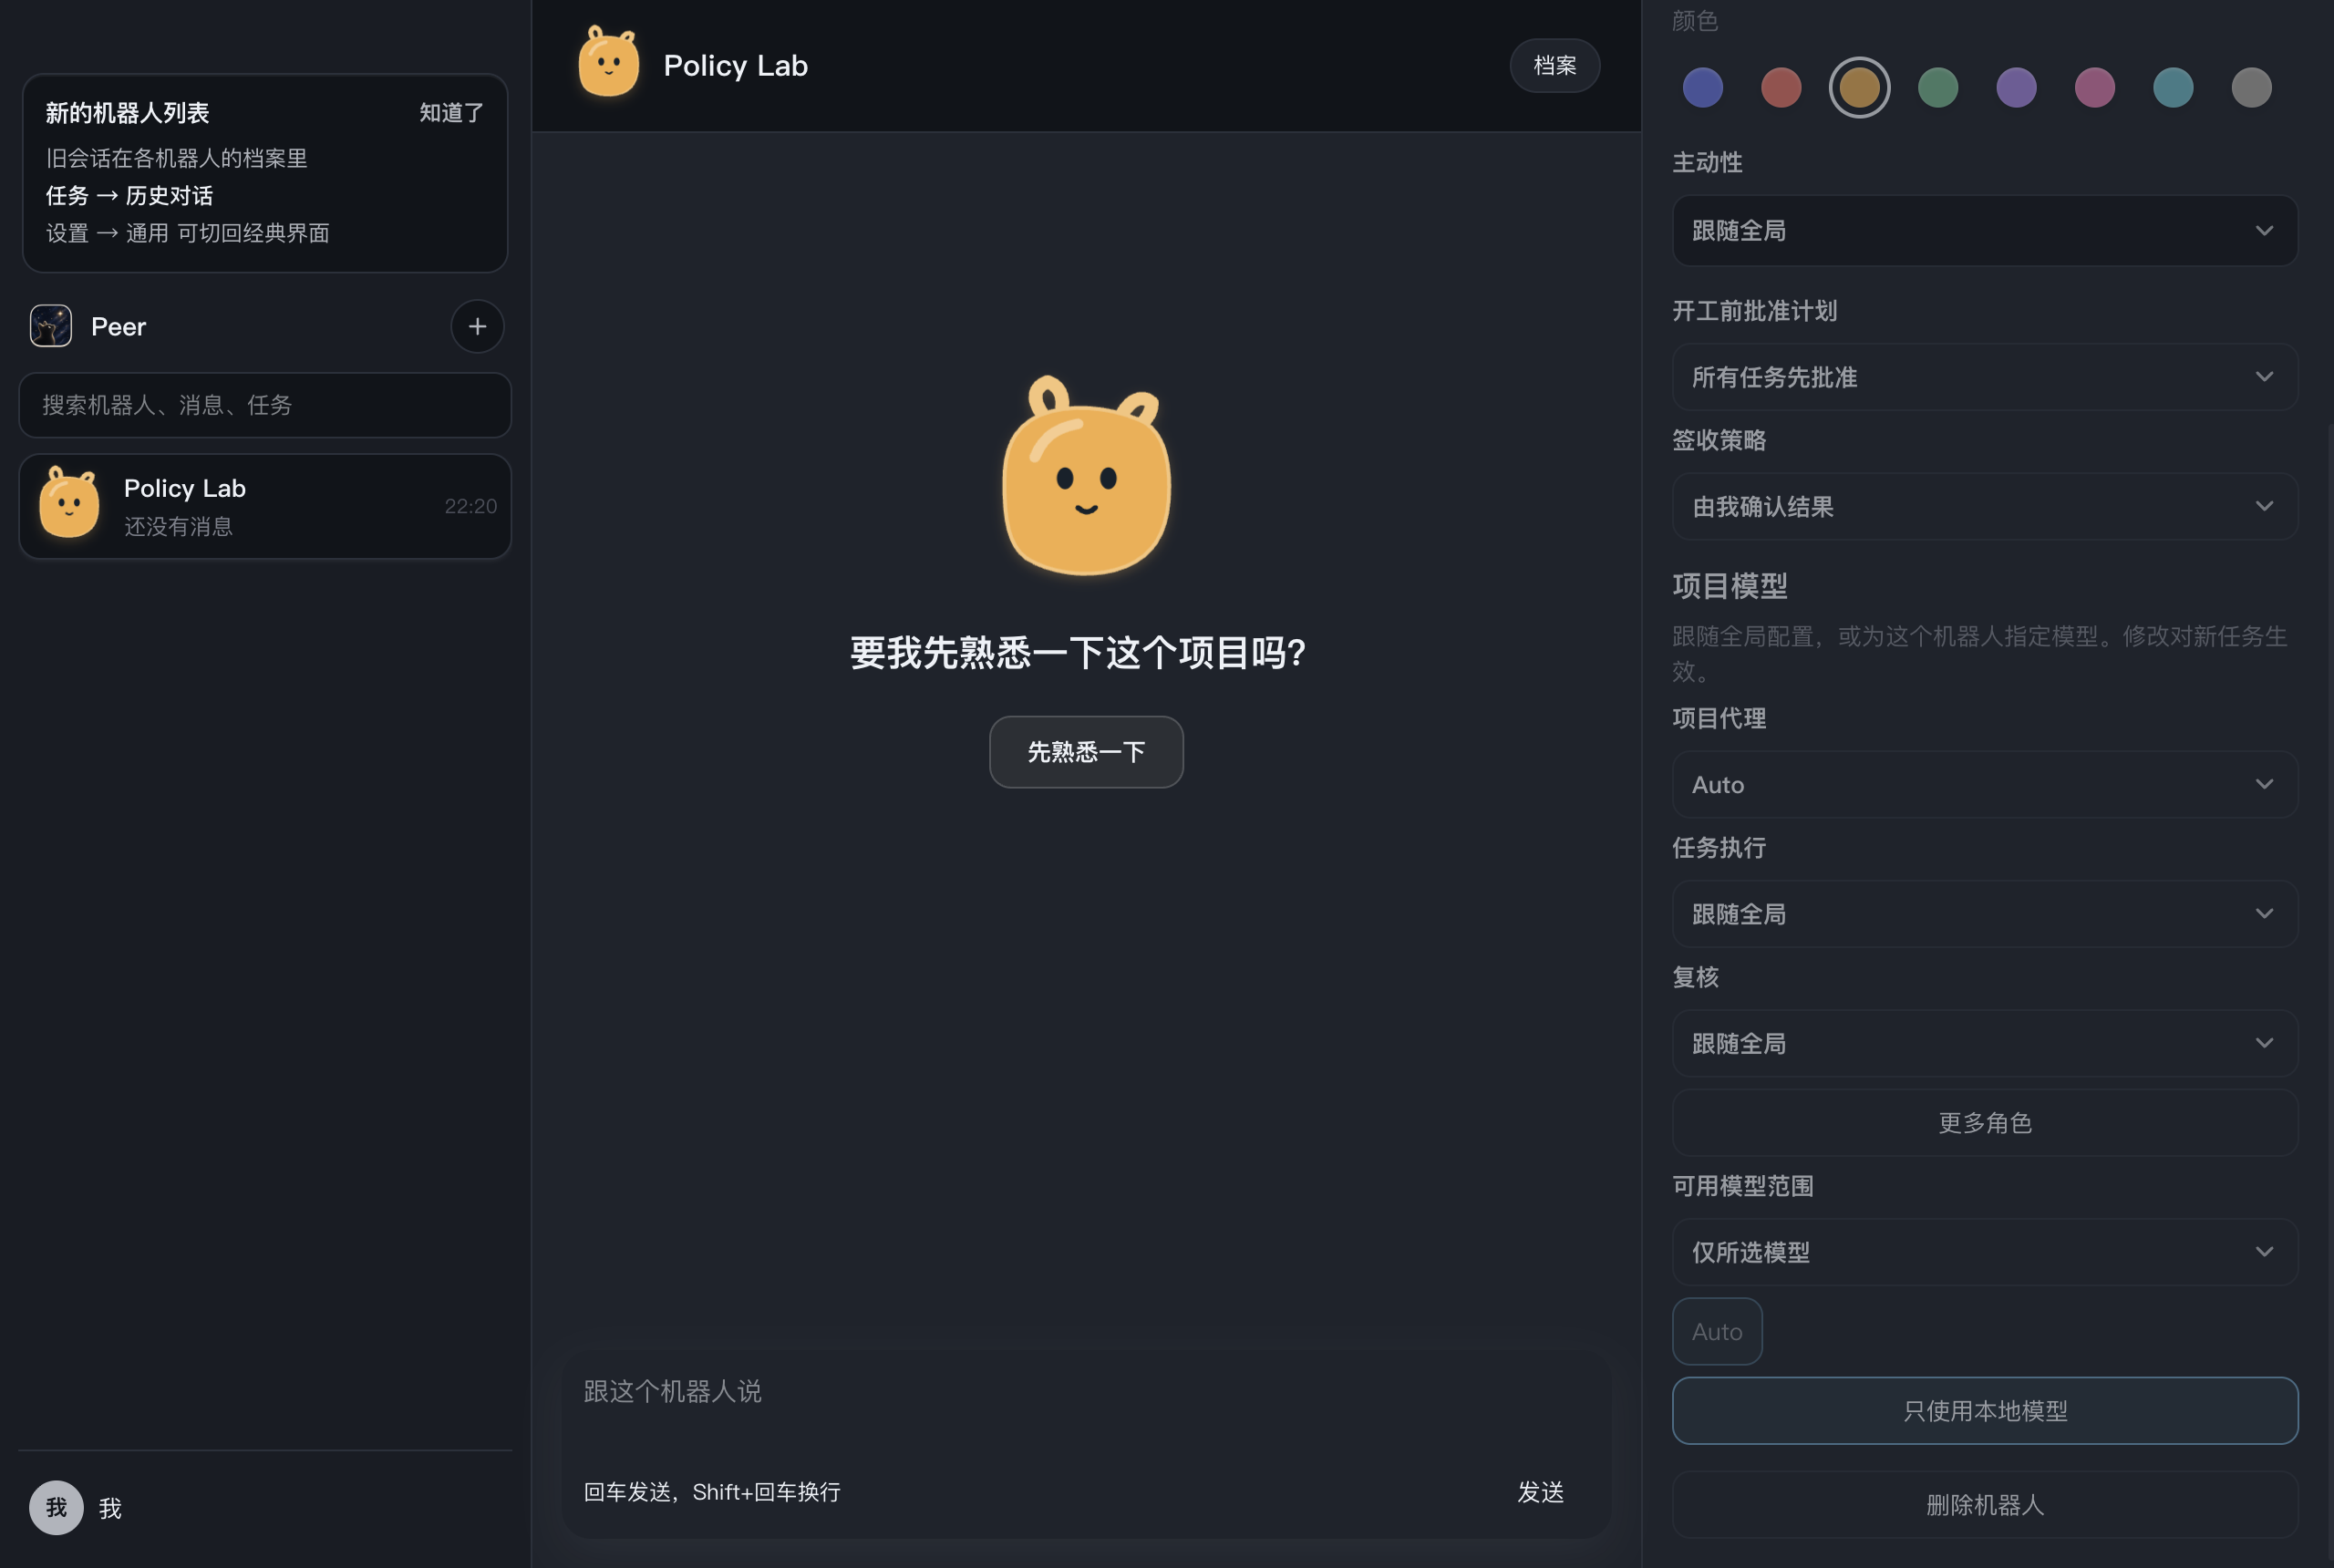 新的机器人列表
知道了
旧会话在各机器人的档案里
任务 → 历史对话
设置 → 通用 可切回经典界面
Peer
+
搜索机器人、消息、任务
Policy Lab
还没有消息
22:20
我
我
Policy Lab
档案
要我先熟悉一下这个项目吗?
先熟悉一下
跟这个机器人说
回车发送，Shift+回车换行
发送
颜色
主动性
跟随全局
开工前批准计划
所有任务先批准
签收策略
由我确认结果
项目模型
跟随全局配置，或为这个机器人指定模型。修改对新任务生
效。
项目代理
Auto
任务执行
跟随全局
复核
跟随全局
更多角色
可用模型范围
仅所选模型
Auto
只使用本地模型
删除机器人